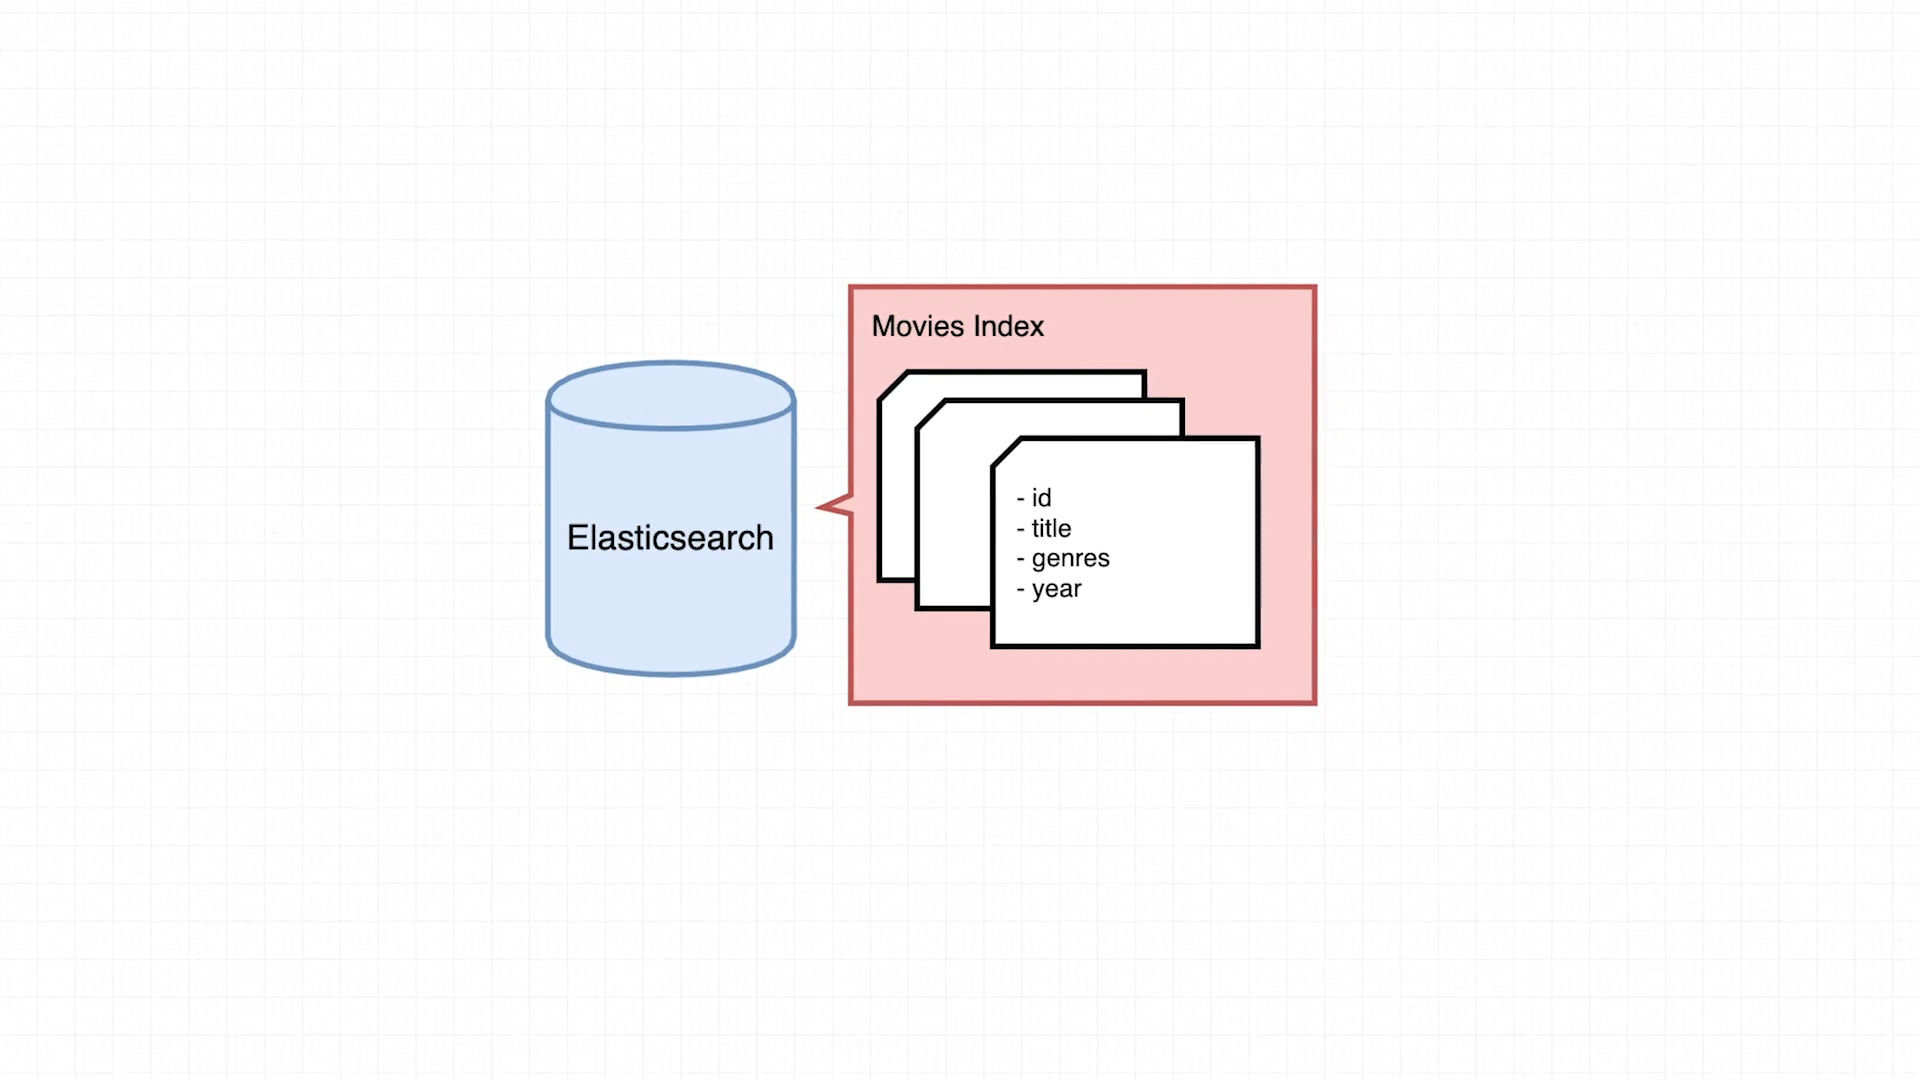 Movies Index
Elasticsearch
- id
- title
- genres
- year